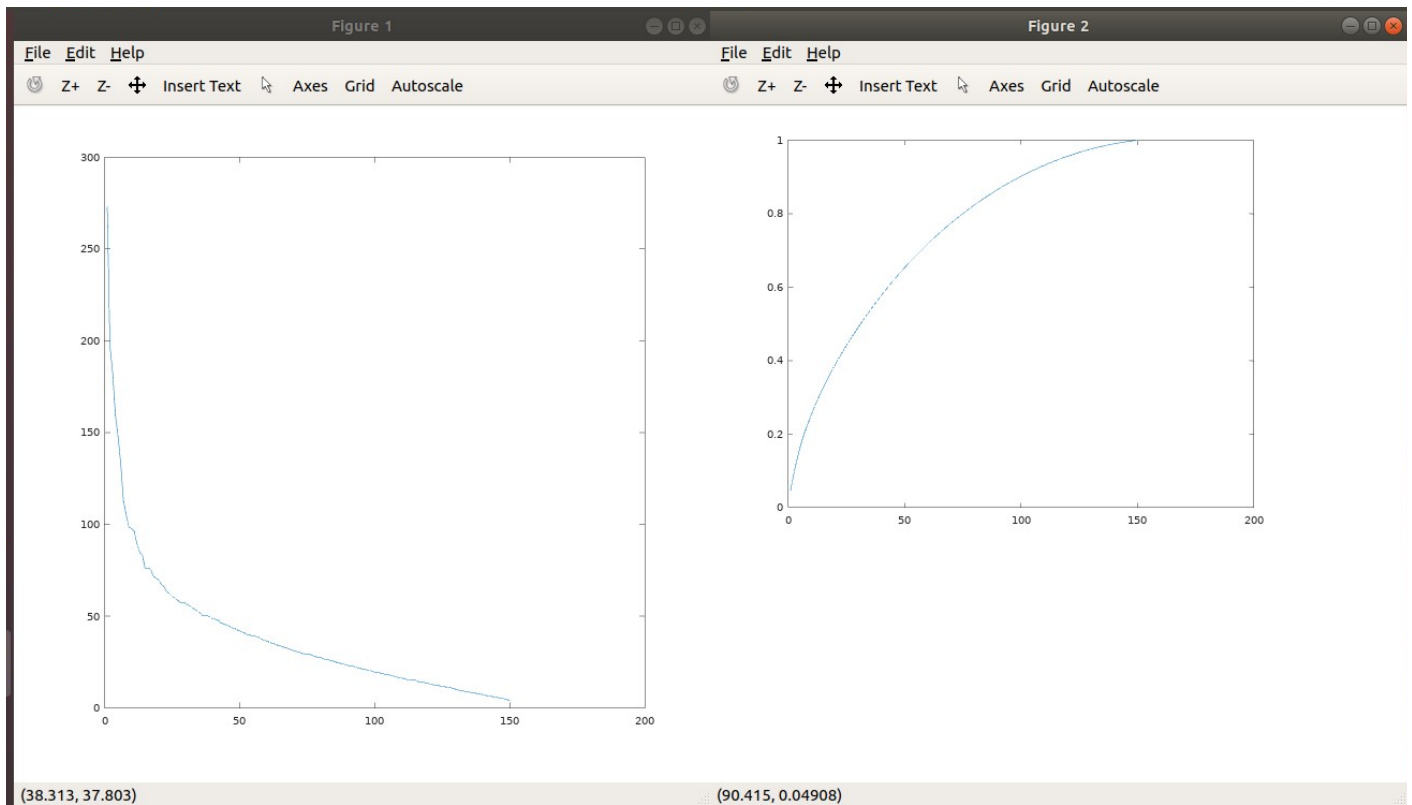 Figure 1
File Edit Help
Z+ Z- Insert Text Axes Grid Autoscale
300
250
200
150
100
50
0
0 50 100 150 200
(38.313, 37.803)
Figure 2
File Edit Help
Z+ Z- Insert Text Axes Grid Autoscale
1
0.8
0.6
0.4
0.2
0
0 50 100 150 200
(90.415, 0.04908)